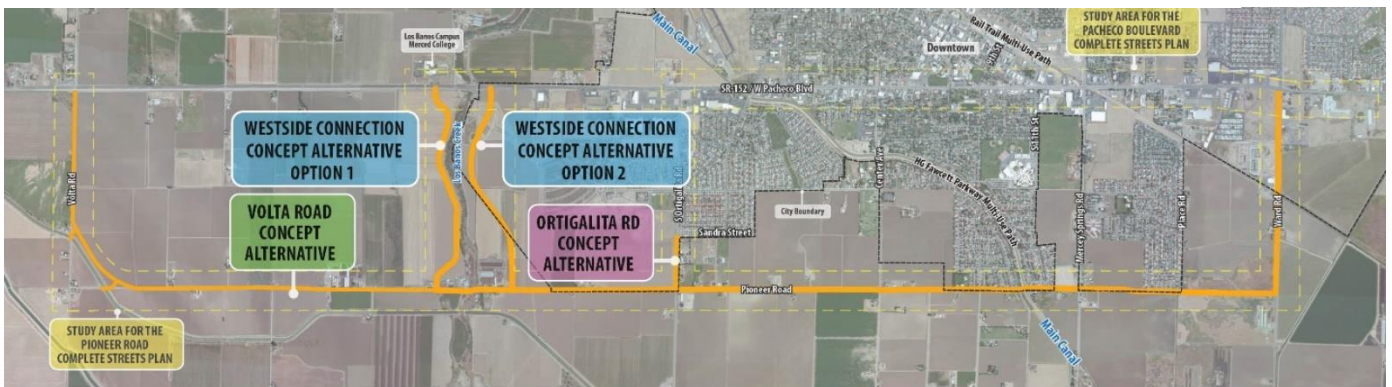 Main Canal
Los Banos Campus
Merced College
Downtown
9th St
Rail Trail Multi-Use Path
STUDY AREA FOR THE
PACHECO BOULEVARD
COMPLETE STREETS PLAN
SR-152 / W Pacheco Blvd
WESTSIDE CONNECTION
CONCEPT ALTERNATIVE
OPTION 1
Los Banos Creek
WESTSIDE CONNECTION
CONCEPT ALTERNATIVE
OPTION 2
S 11th St
Center Ave
HG Fawcett Parkway Multi-Use Path
Volta Rd
VOLTA ROAD
CONCEPT
ALTERNATIVE
ORTIGALITA RD
CONCEPT
ALTERNATIVE
S Ortigalita Rd
Sandra Street
City Boundary
Mercey Springs Rd
Place Rd
Ward Rd
Pioneer Road
STUDY AREA FOR THE
PIONEER ROAD
COMPLETE STREETS PLAN
Main Canal